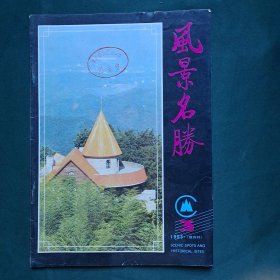 風景名勝
SCENIC SPOTS AND
HISTORICAL SITES